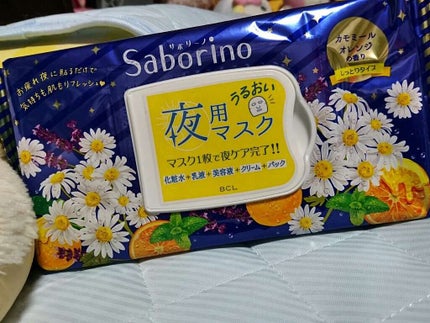 サボリーノ
Saborino
お疲れ夜に貼るだけで
気持ちも肌もリフレッシュ
カモミール
オレンジ
の香り
しっとりタイプ
うるおい
夜用
マスク
マスク1枚で夜ケア完了!!
化粧水+乳液+美容液+クリーム+パック
BCL